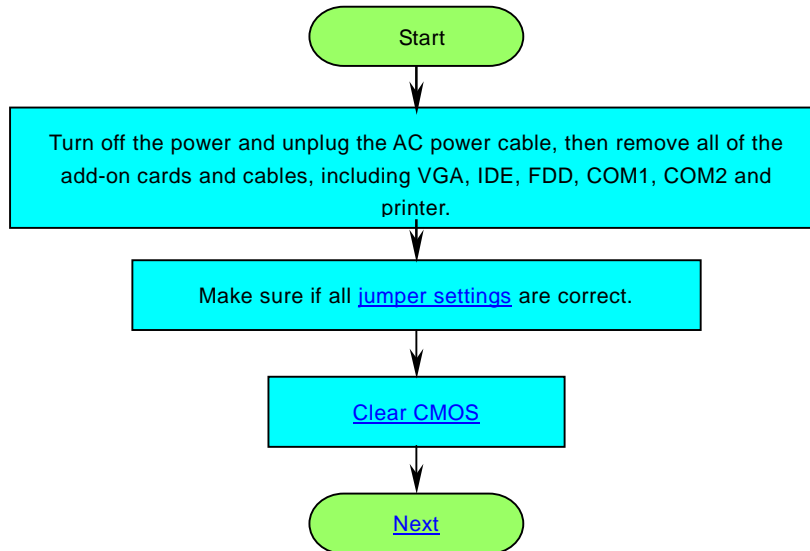 Start
Turn off the power and unplug the AC power cable, then remove all of the
add-on cards and cables, including VGA, IDE, FDD, COM1, COM2 and
printer.
Make sure if all jumper settings are correct.
Clear CMOS
Next